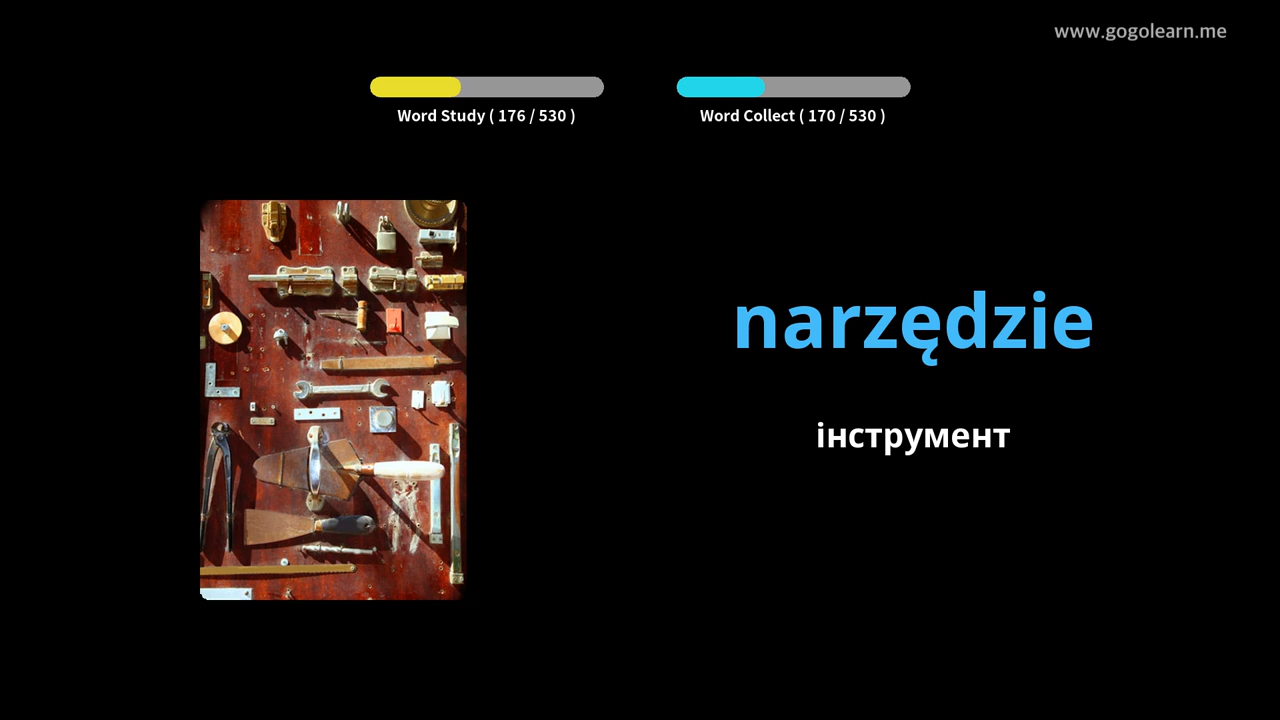 www.gogolearn.me
Word Study ( 176 / 530 )
Word Collect ( 170 / 530 )
narzędzie
інструмент